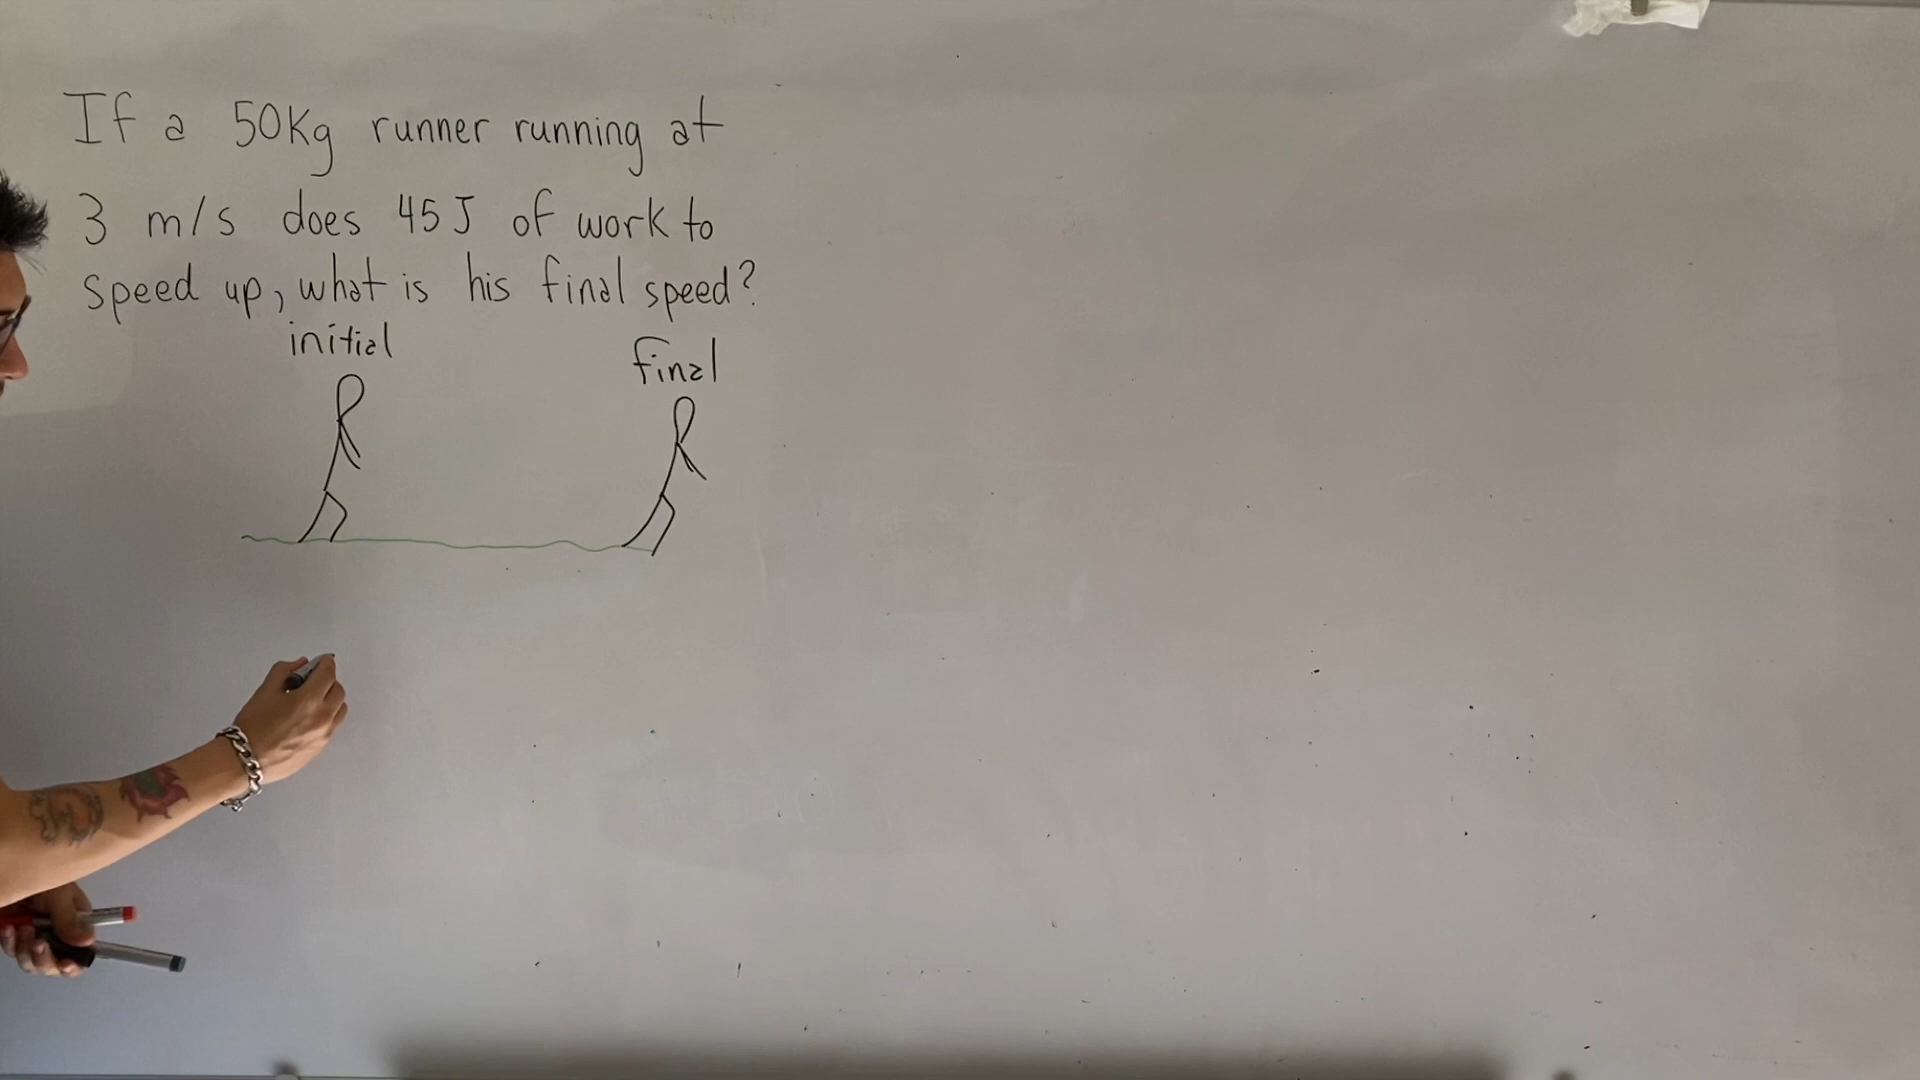 If a 50Kg runner running at
3 m/s does 45J of work to
speed up, what is his final speed?
initial
final